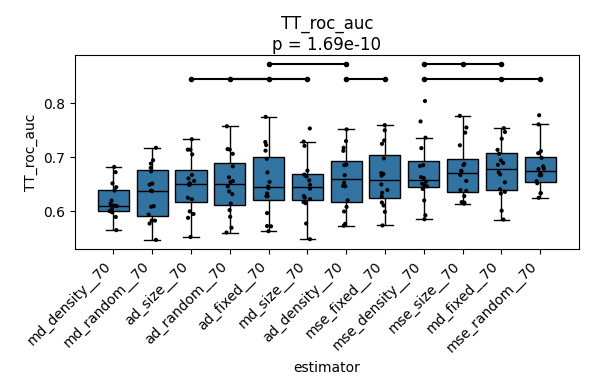 TT_roc_auc
p = 1.69e-10
TT_roc_auc
0.8
0.7
0.6
md_density__70
md_random__70
ad_size__70
ad_random__70
ad_fixed__70
md_size__70
ad_density__70
mse_fixed__70
mse_density__70
mse_size__70
md_fixed__70
mse_random__70
estimator